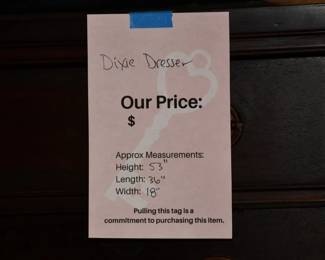 Dixie Dresser
Our Price:
$
Approx Measurements:
Height: 53"
Length: 36"
Width: 18"
Pulling this tag is a
commitment to purchasing this item.